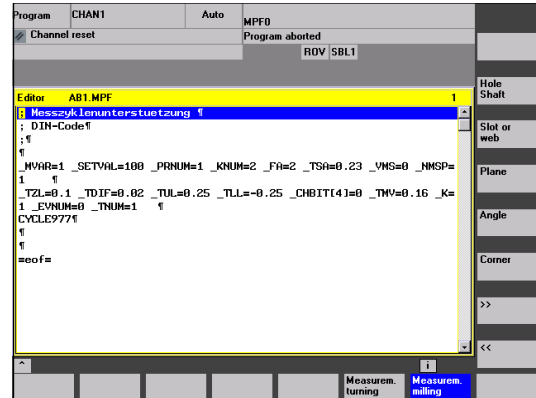 Program CHAN1 Auto MPF0
Channel reset Program aborted
ROV SBL1
Editor AB1.MPF 1
; Messzyklenunterstuetzung ¶
; DIN-Code¶
;¶
¶
_MVAR=1 _SETVAL=100 _PRNUM=1 _KNUM=2 _FA=2 _TSA=0.23 _VMS=0 _NMSP=
1 ¶
_TZL=0.1 _TDIF=0.02 _TUL=0.25 _TLL=-0.25 _CHBIT[4]=0 _TMV=0.16 _K=
1 _EVNUM=0 _TNUM=1 ¶
CYCLE977¶
¶
¶
=eof=
Hole
Shaft
Slot or
web
Plane
Angle
Corner
>>
<<
^ i
Measurem.
turning
Measurem.
milling